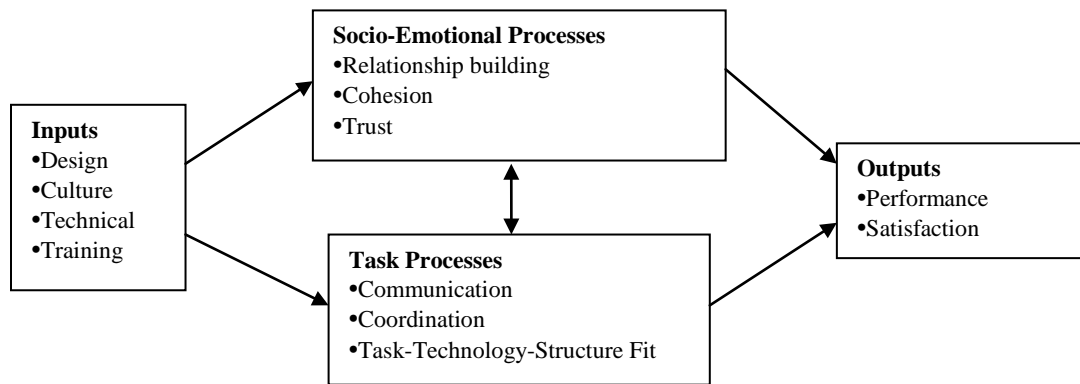 Inputs
•Design
•Culture
•Technical
•Training
Socio-Emotional Processes
•Relationship building
•Cohesion
•Trust
Task Processes
•Communication
•Coordination
•Task-Technology-Structure Fit
Outputs
•Performance
•Satisfaction